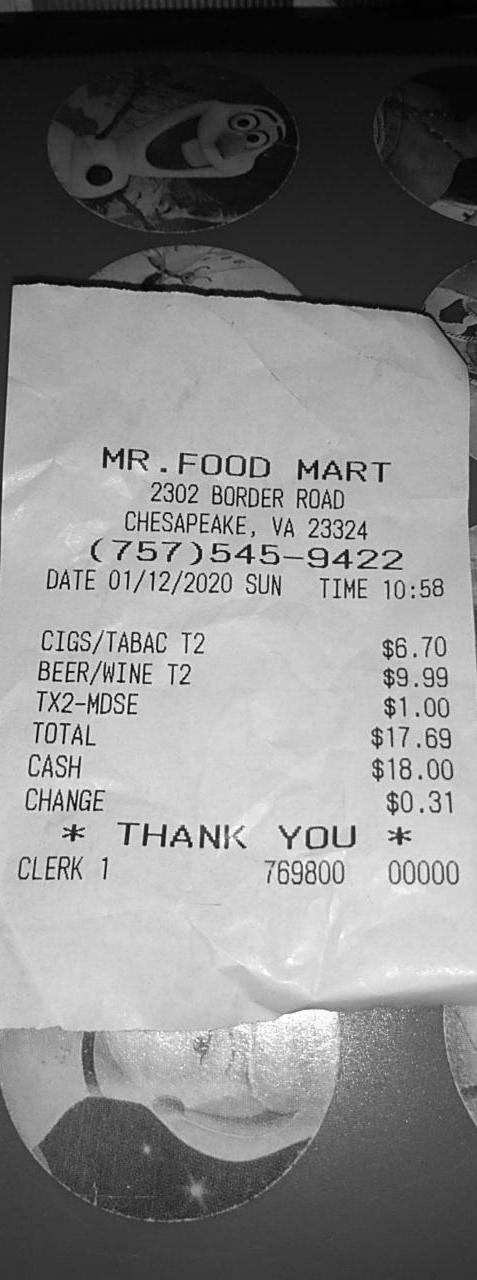 MR.FOOD MART
2302 BORDER ROAD
CHESAPEAKE, VA 23324
(757)545-9422
DATE 01/12/2020 SUN TIME 10:58
CIGS/TABAC T2 $6.70
BEER/WINE T2 $9.99
TX2-MDSE $1.00
TOTAL $17.69
CASH $18.00
CHANGE $0.31
* THANK YOU *
CLERK 1 769800 00000